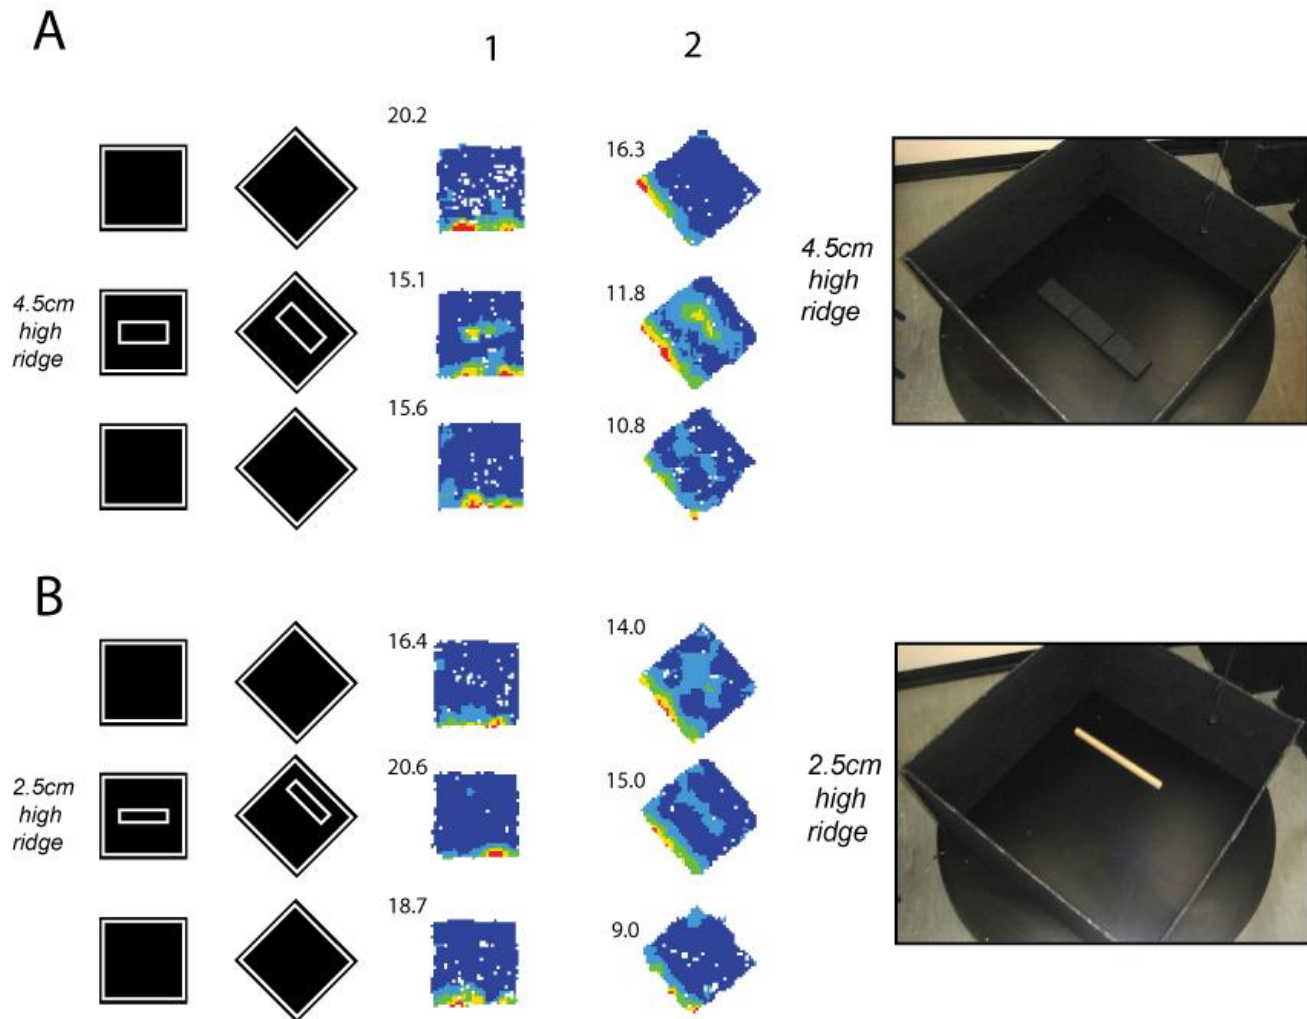 A
1 2
20.2
16.3
4.5cm
high
ridge
15.1
11.8
4.5cm
high
ridge
15.6
10.8
B
16.4
14.0
2.5cm
high
ridge
20.6
15.0
2.5cm
high
ridge
18.7
9.0